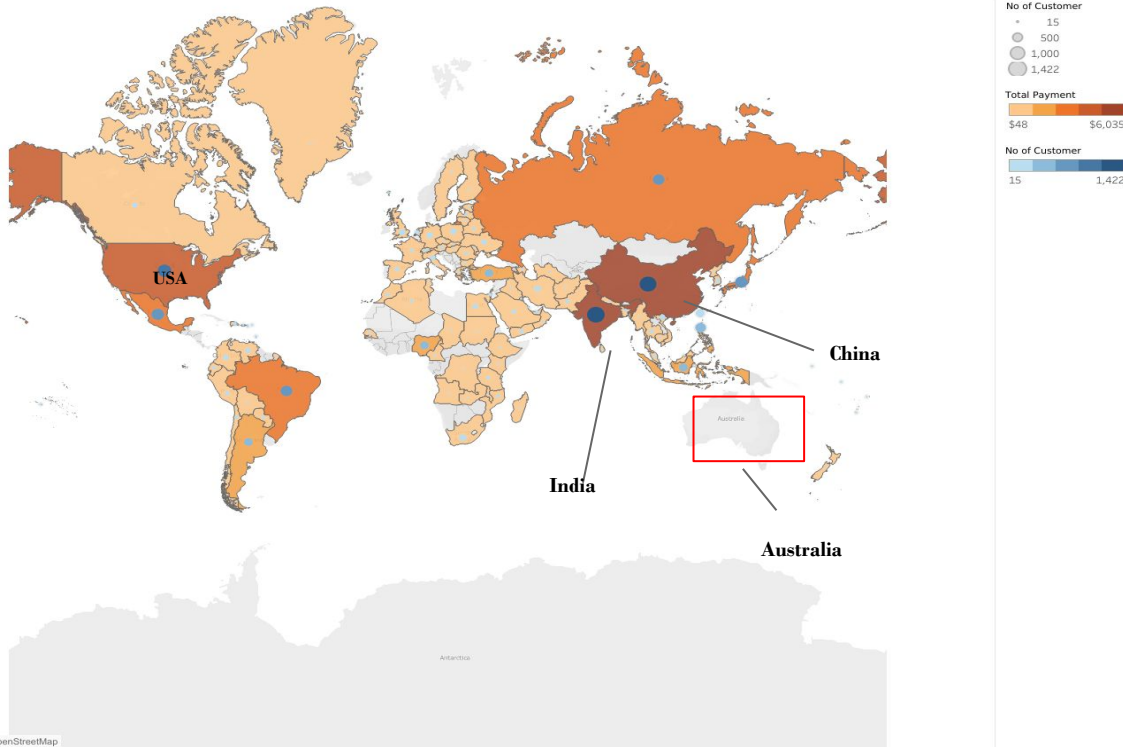 No of Customer
15
500
1,000
1,422
Total Payment
$48 $6,035
No of Customer
15 1,422
USA
China
Australia
India
Australia
Antarctica
penStreetMap